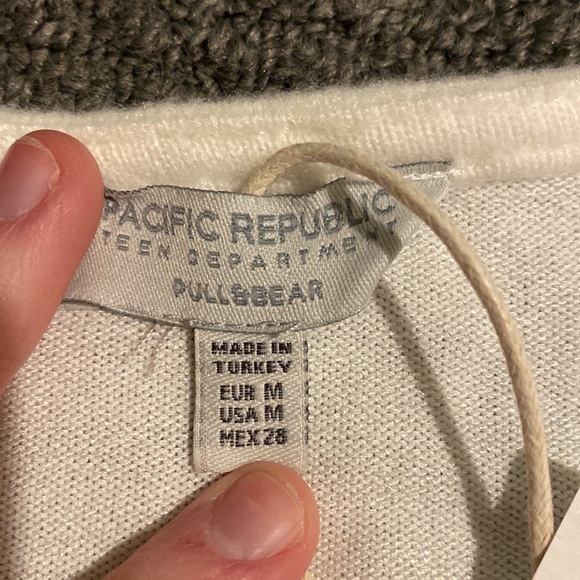 PACIFIC REPUBLIC
TEEN DEPARTMENT
PULL&BEAR
MADE IN
TURKEY
EUR M
USA M
MEX 28